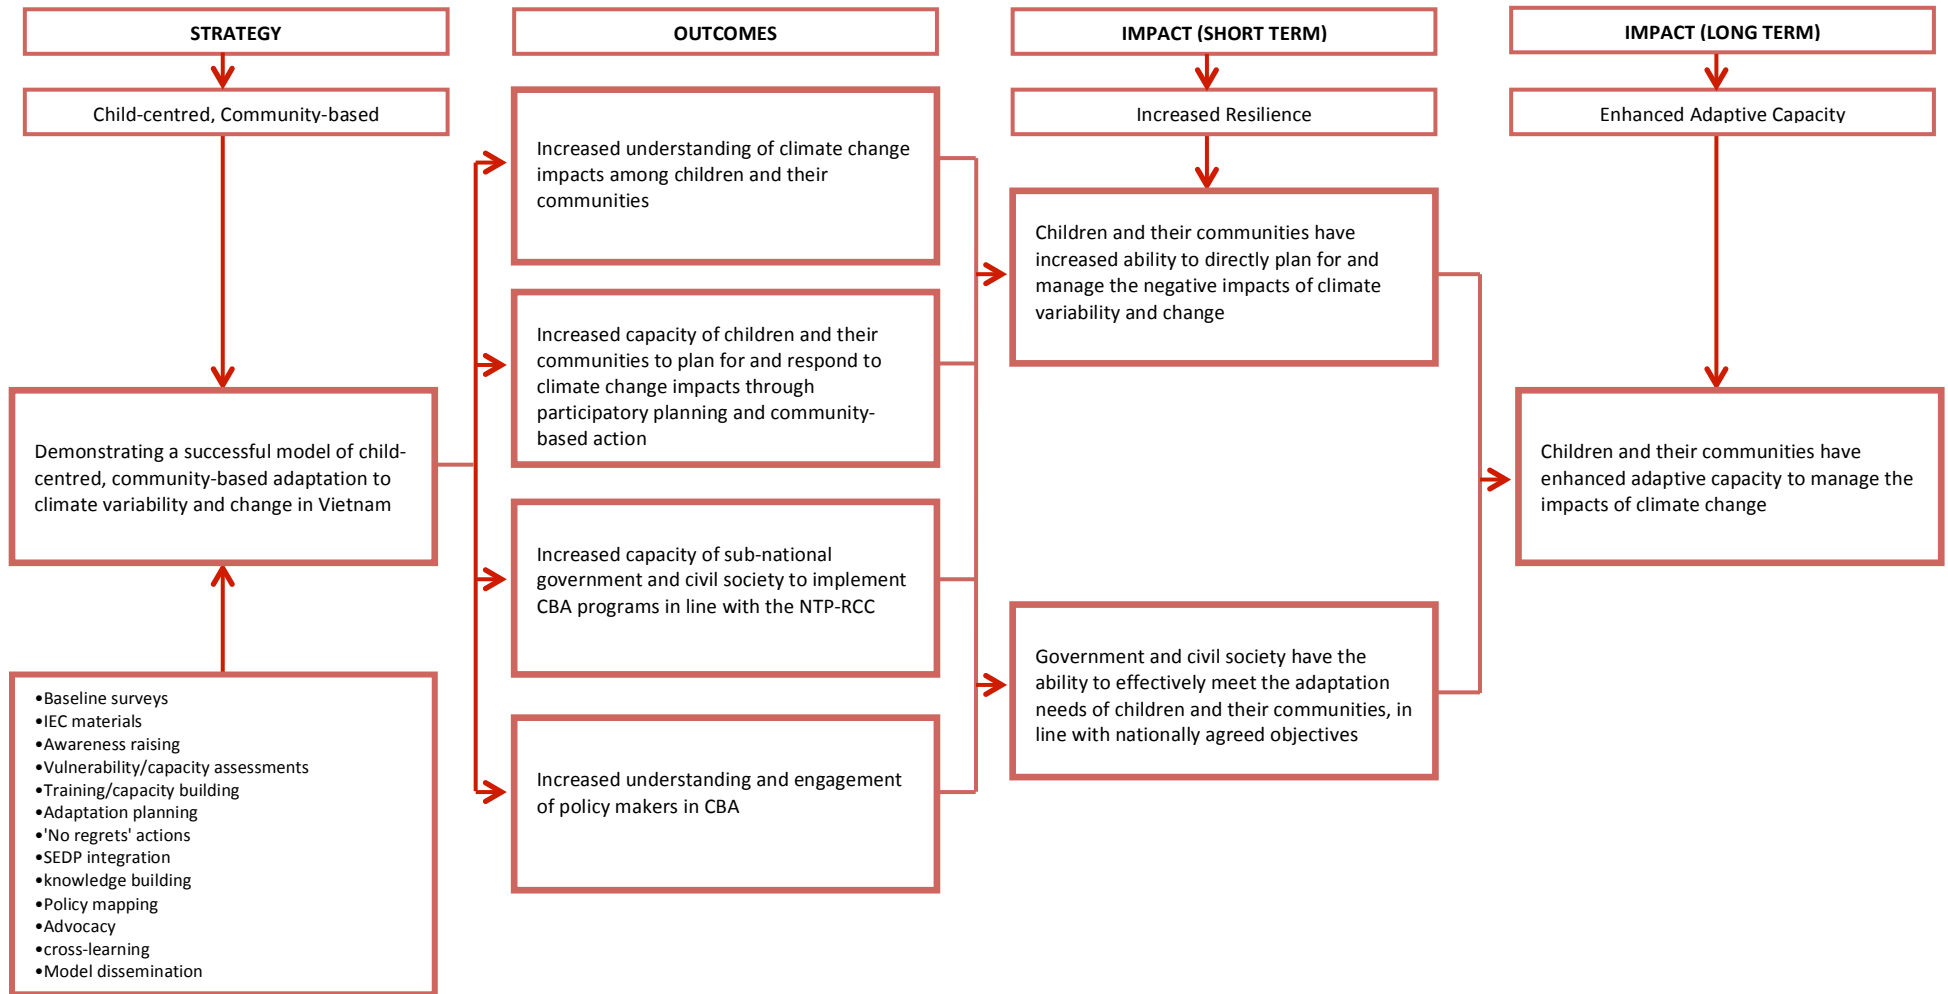 STRATEGY
Child-centred, Community-based
Demonstrating a successful model of child-
centred, community-based adaptation to
climate variability and change in Vietnam
•Baseline surveys
•IEC materials
•Awareness raising
•Vulnerability/capacity assessments
•Training/capacity building
•Adaptation planning
•'No regrets' actions
•SEDP integration
•knowledge building
•Policy mapping
•Advocacy
•cross-learning
•Model dissemination
OUTCOMES
Increased understanding of climate change
impacts among children and their
communities
Increased capacity of children and their
communities to plan for and respond to
climate change impacts through
participatory planning and community-
based action
Increased capacity of sub-national
government and civil society to implement
CBA programs in line with the NTP-RCC
Increased understanding and engagement
of policy makers in CBA
IMPACT (SHORT TERM)
Increased Resilience
Children and their communities have
increased ability to directly plan for and
manage the negative impacts of climate
variability and change
Government and civil society have the
ability to effectively meet the adaptation
needs of children and their communities, in
line with nationally agreed objectives
IMPACT (LONG TERM)
Enhanced Adaptive Capacity
Children and their communities have
enhanced adaptive capacity to manage the
impacts of climate change